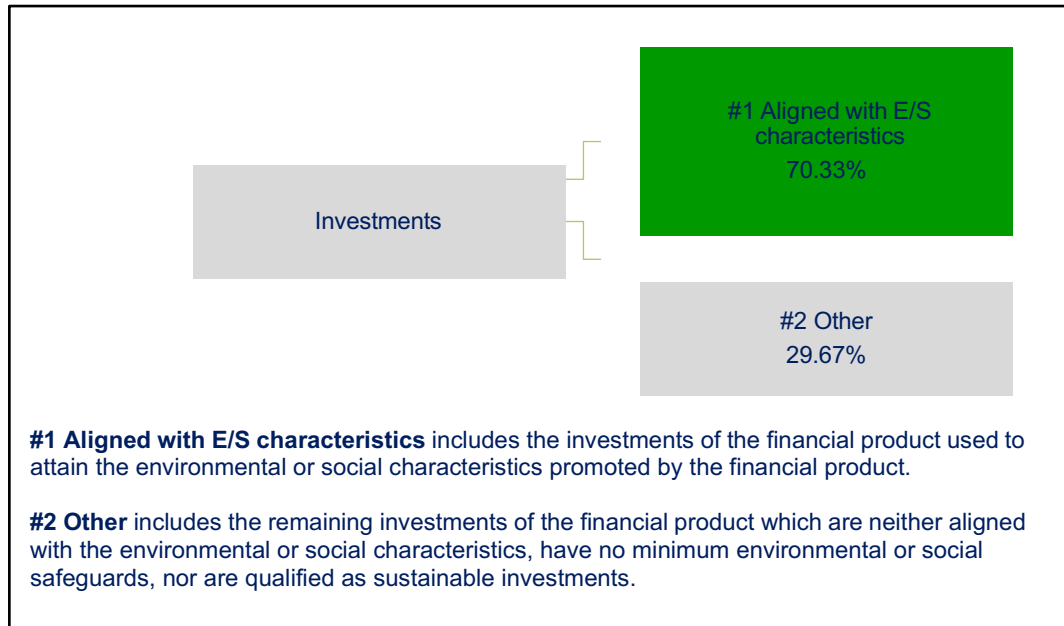 #1 Aligned with E/S
characteristics
70.33%
Investments
#2 Other
29.67%
#1 Aligned with E/S characteristics includes the investments of the financial product used to
attain the environmental or social characteristics promoted by the financial product.
#2 Other includes the remaining investments of the financial product which are neither aligned
with the environmental or social characteristics, have no minimum environmental or social
safeguards, nor are qualified as sustainable investments.